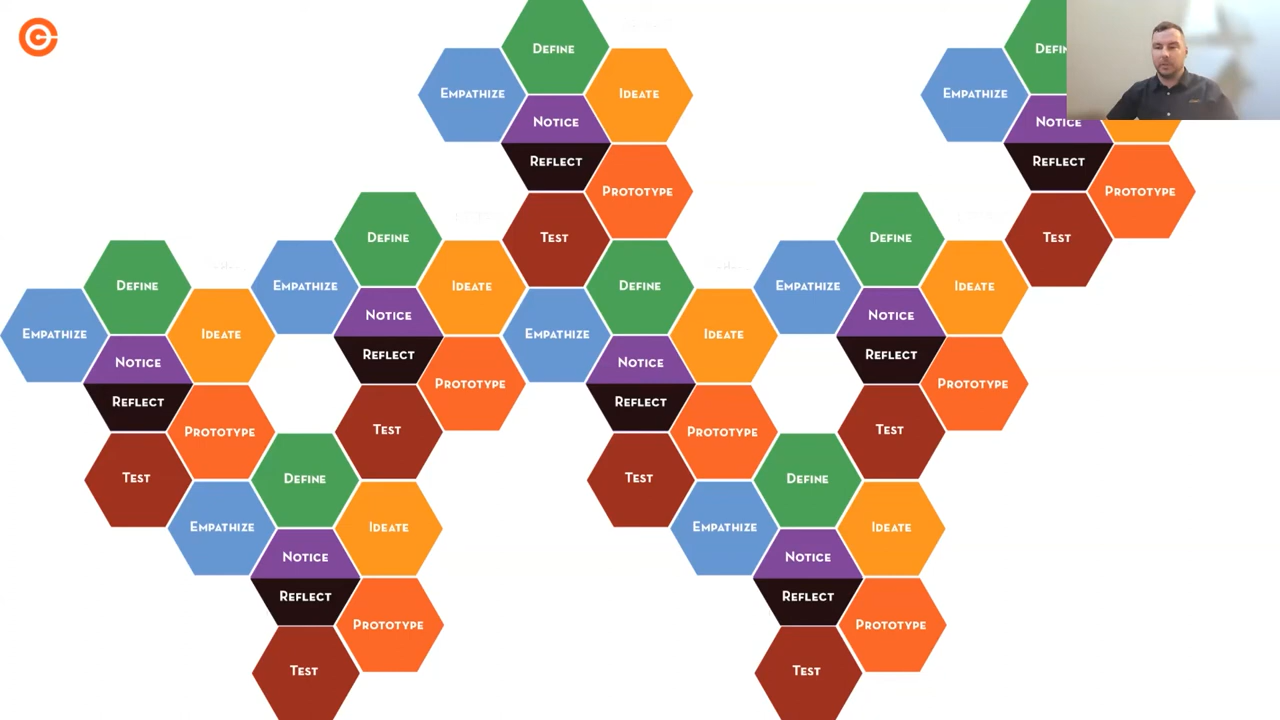 Define
Empathize
Ideate
Notice
Reflect
Prototype
Test
Empathize
Notice
Reflect
Prototype
Test
Define
Empathize
Ideate
Notice
Reflect
Prototype
Test
Define
Empathize
Ideate
Notice
Reflect
Prototype
Test
Define
Empathize
Ideate
Notice
Reflect
Prototype
Test
Define
Empathize
Ideate
Notice
Reflect
Prototype
Test
Define
Empathize
Ideate
Notice
Reflect
Prototype
Test
Define
Empathize
Ideate
Notice
Reflect
Prototype
Test